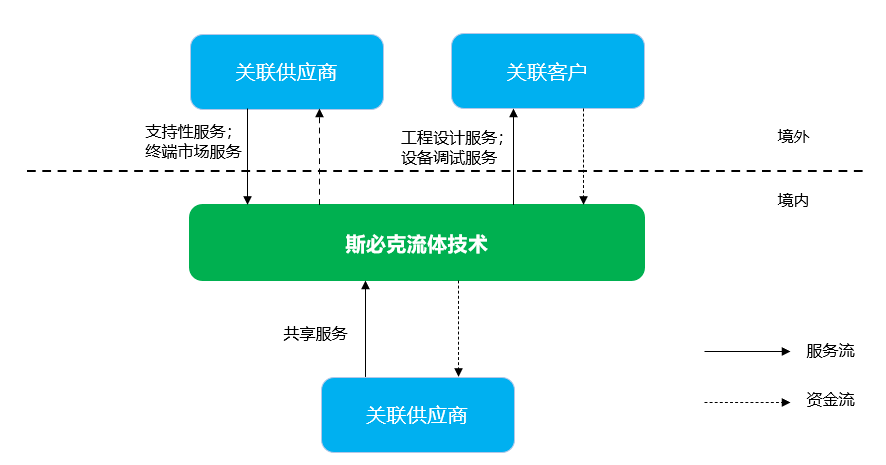 关联供应商
关联客户
支持性服务；
终端市场服务
工程设计服务；
设备调试服务
境外
境内
斯必克流体技术
共享服务
服务流
关联供应商
资金流